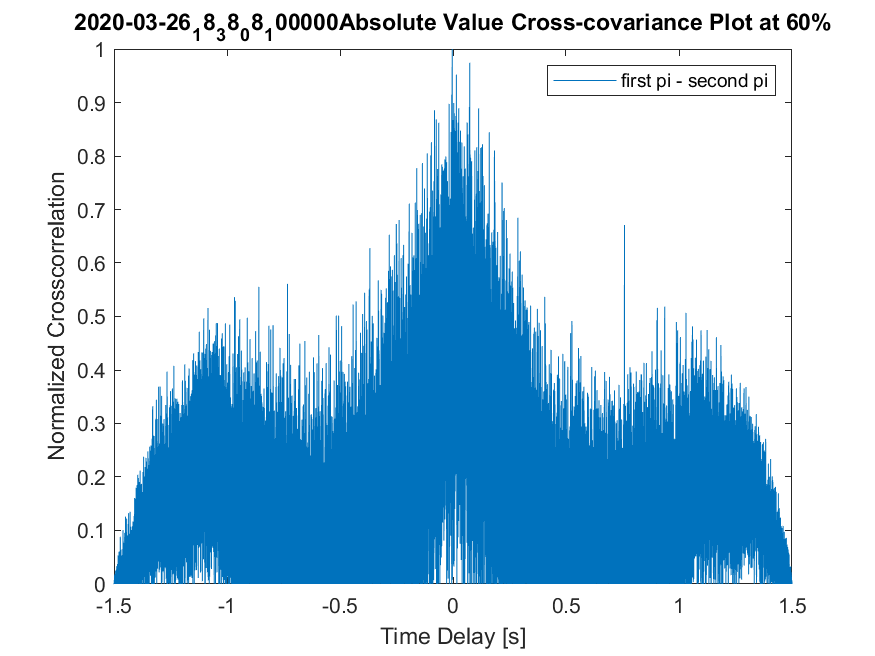 2020-03-26₁8₃8₀8₁00000Absolute Value Cross-covariance Plot at 60%
first pi - second pi
Normalized Crosscorrelation
1
0.9
0.8
0.7
0.6
0.5
0.4
0.3
0.2
0.1
0
-1.5 -1 -0.5 0 0.5 1 1.5
Time Delay [s]